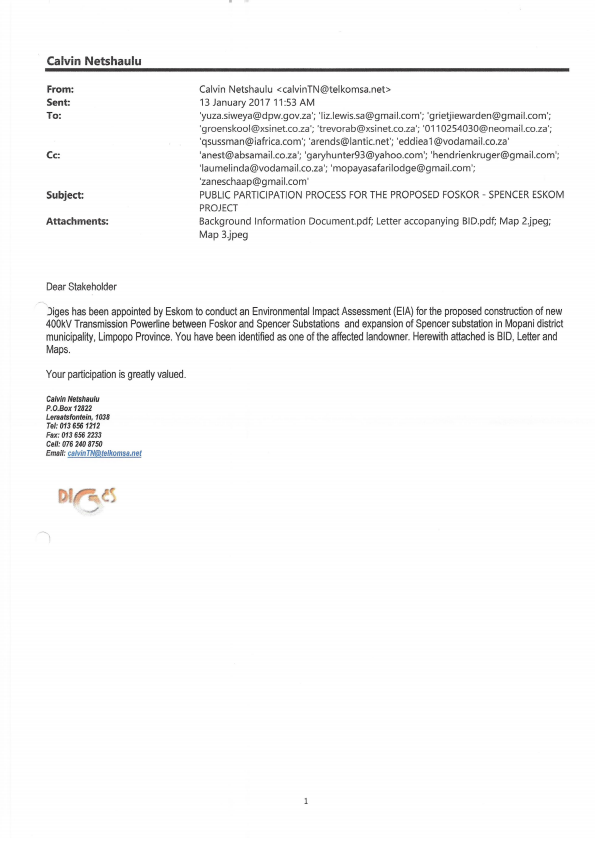 Calvin Netshaulu
From: Calvin Netshaulu <calvinTN@telkomsa.net>
Sent: 13 January 2017 11:53 AM
To: 'yuza.siweya@dpw.gov.za'; 'liz.lewis.sa@gmail.com'; 'grietjiewarden@gmail.com';
'groenskool@xsinet.co.za'; 'trevorab@xsinet.co.za'; '0110254030@neomail.co.za';
'qsussman@iafrica.com'; 'arends@lantic.net'; 'eddiea1@vodamail.co.za'
Cc: 'anest@absamail.co.za'; 'garyhunter93@yahoo.com'; 'hendrienkruger@gmail.com';
'laumelinda@vodamail.co.za'; 'mopayasafarilodge@gmail.com';
'zaneschaap@gmail.com'
Subject: PUBLIC PARTICIPATION PROCESS FOR THE PROPOSED FOSKOR - SPENCER ESKOM
PROJECT
Attachments: Background Information Document.pdf; Letter accopanying BID.pdf; Map 2.jpeg;
Map 3.jpeg
Dear Stakeholder
Diges has been appointed by Eskom to conduct an Environmental Impact Assessment (EIA) for the proposed construction of new
400kV Transmission Powerline between Foskor and Spencer Substations and expansion of Spencer substation in Mopani district
municipality, Limpopo Province. You have been identified as one of the affected landowner. Herewith attached is BID, Letter and
Maps.
Your participation is greatly valued.
Calvin Netshaulu
P.O.Box 12822
Leraatsfontein, 1038
Tel: 013 656 1212
Fax: 013 656 2233
Cell: 076 240 8750
Email: calvinTN@telkomsa.net
DIGES
1